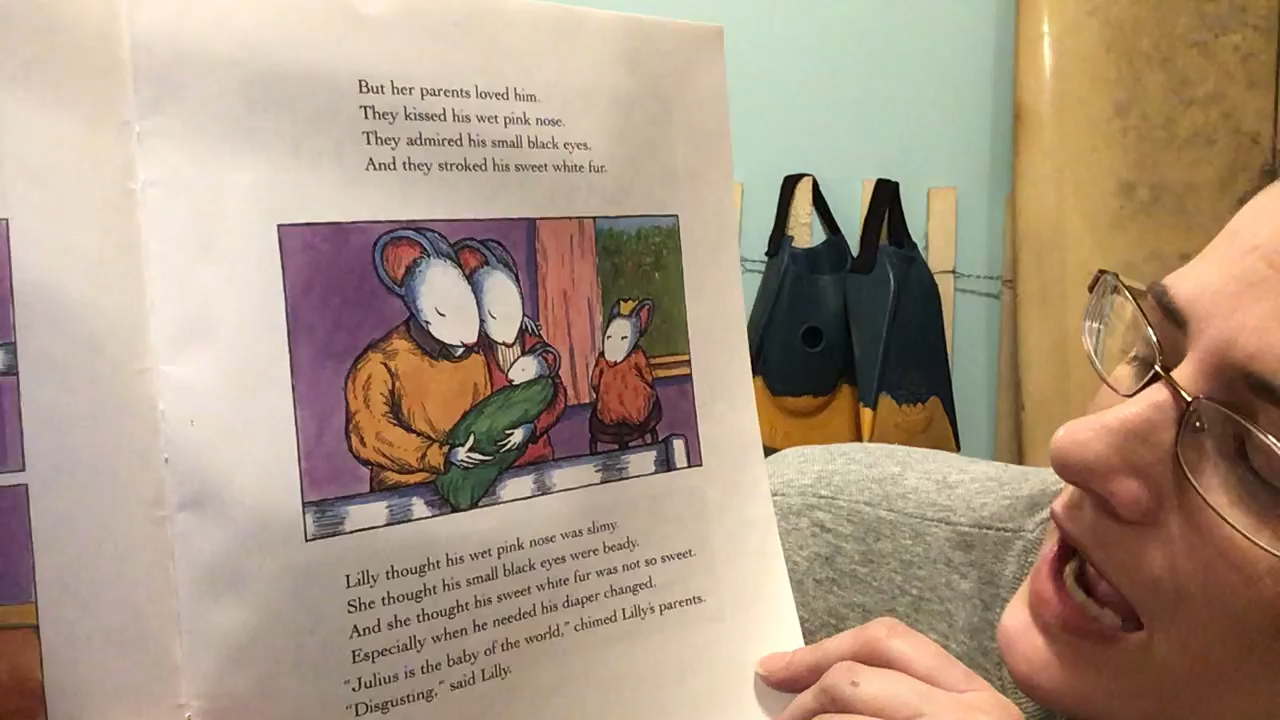 But her parents loved him.
They kissed his wet pink nose.
They admired his small black eyes.
And they stroked his sweet white fur.
Lilly thought his wet pink nose was slimy.
She thought his small black eyes were beady.
And she thought his sweet white fur was not so sweet.
Especially when he needed his diaper changed.
“Julius is the baby of the world,” chimed Lilly’s parents.
“Disgusting,” said Lilly.